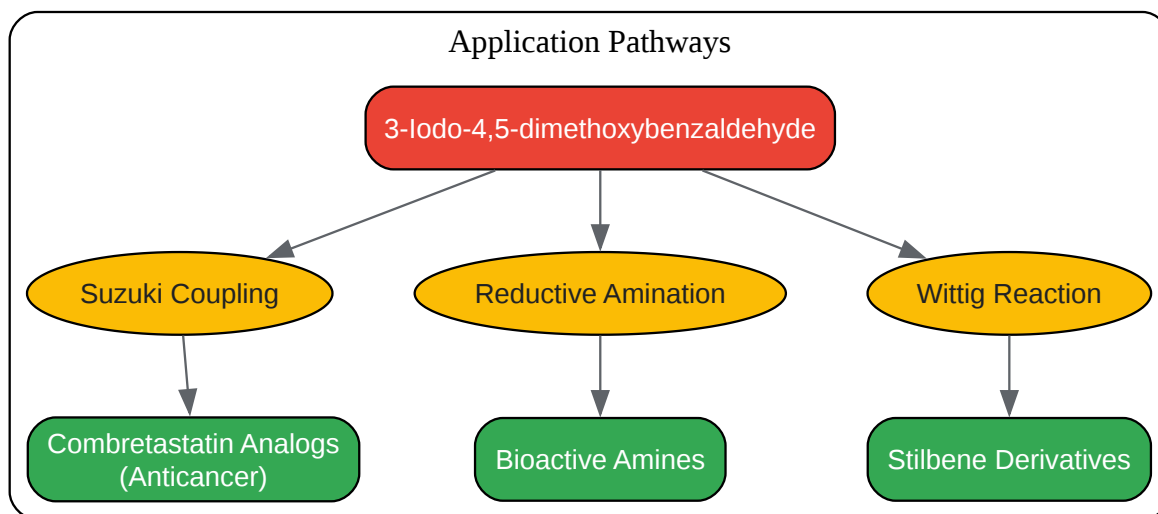 Application Pathways
3-Iodo-4,5-dimethoxybenzaldehyde
Suzuki Coupling
Reductive Amination
Wittig Reaction
Combretastatin Analogs
(Anticancer)
Bioactive Amines
Stilbene Derivatives